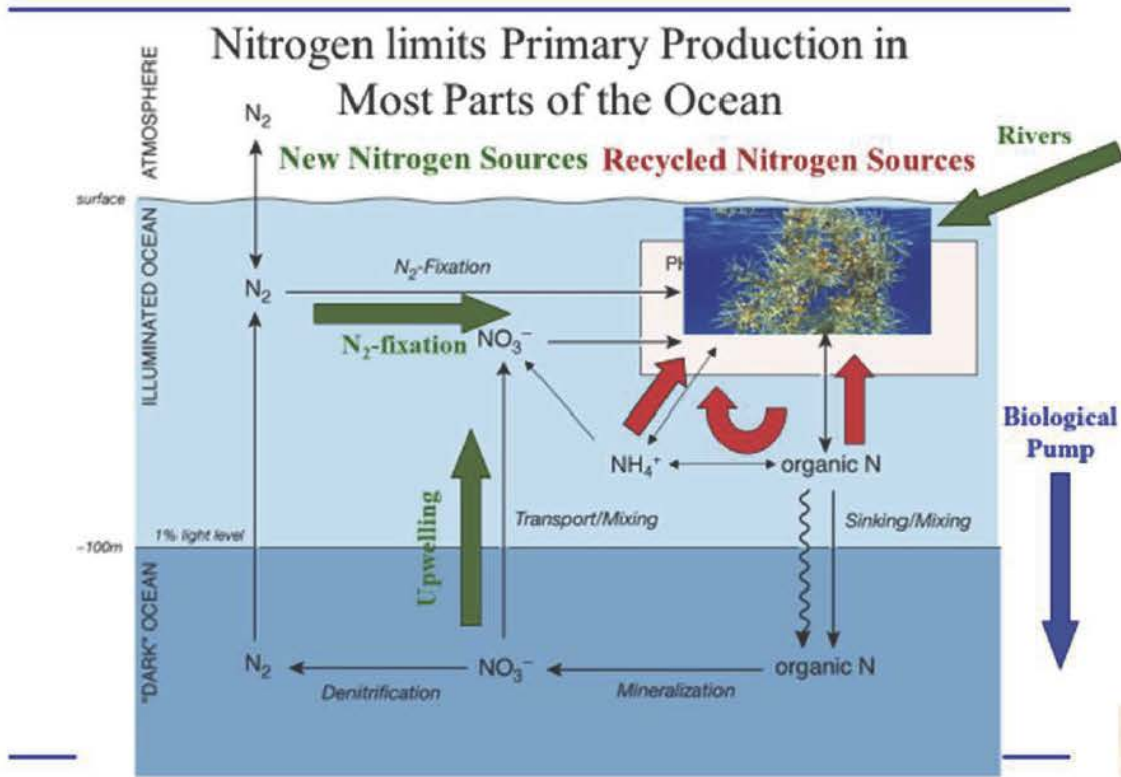 Nitrogen limits Primary Production in
Most Parts of the Ocean
ATMOSPHERE
N₂
New Nitrogen Sources
Recycled Nitrogen Sources
Rivers
surface
ILLUMINATED OCEAN
N₂-Fixation
PH
N₂
N₂-fixation
NO₃⁻
Biological
Pump
NH₄⁺
organic N
Upwelling
Transport/Mixing
Sinking/Mixing
1% light level
~100m
"DARK" OCEAN
N₂
Denitrification
NO₃⁻
Mineralization
organic N